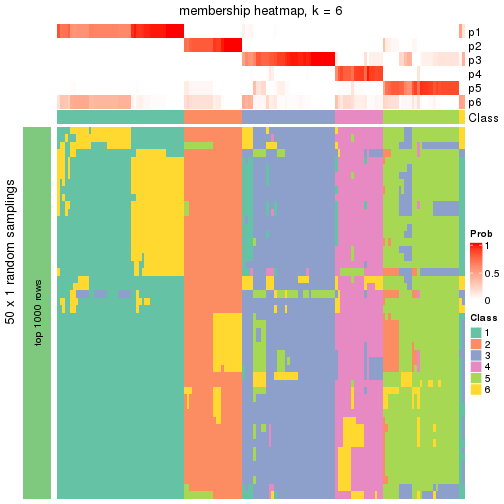 membership heatmap, k = 6
p1
p2
p3
p4
p5
p6
Class
50 x 1 random samplings
top 1000 rows
Prob
1
0.5
0
Class
1
2
3
4
5
6